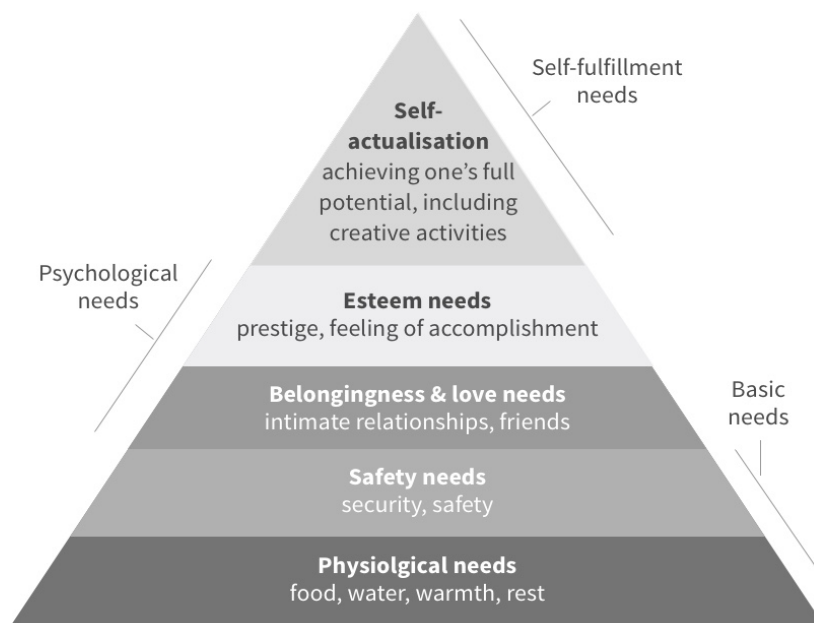 Self-fulfillment
needs
Self-
actualisation
achieving one’s full
potential, including
creative activities
Psychological
needs
Esteem needs
prestige, feeling of accomplishment
Belongingness & love needs
intimate relationships, friends
Basic
needs
Safety needs
security, safety
Physiolgical needs
food, water, warmth, rest